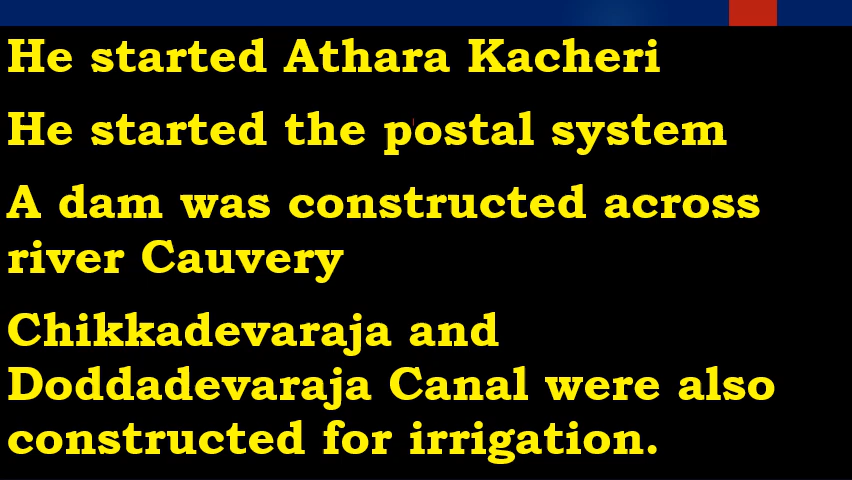 He started Athara Kacheri
He started the postal system
A dam was constructed across
river Cauvery
Chikkadevaraja and
Doddadevaraja Canal were also
constructed for irrigation.